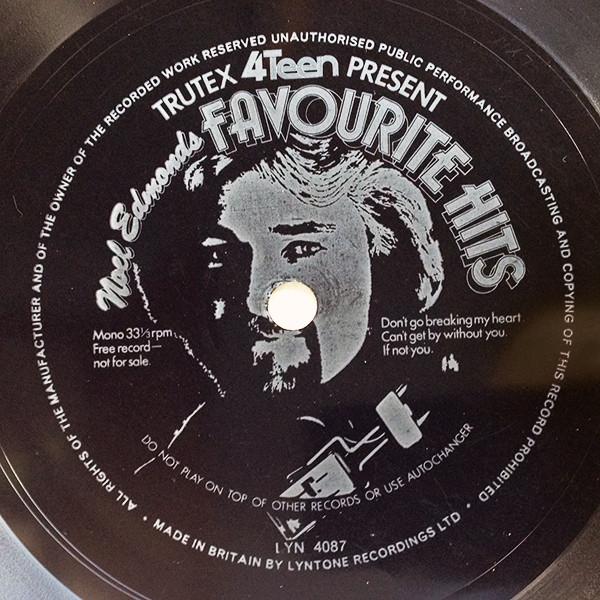 ALL RIGHTS OF THE MANUFACTURER AND OF THE OWNER OF THE RECORDED WORK RESERVED UNAUTHORISED PUBLIC PERFORMANCE BROADCASTING AND COPYING OF THIS RECORD PROHIBITED
TRUTEX 4Teen PRESENT
Noel Edmonds FAVOURITE HITS
Mono 33⅓ rpm
Free record—
not for sale.
Don't go breaking my heart.
Can't get by without you.
If not you.
DO NOT PLAY ON TOP OF OTHER RECORDS OR USE AUTOCHANGER
LYN 4087
• MADE IN BRITAIN BY LYNTONE RECORDINGS LTD •